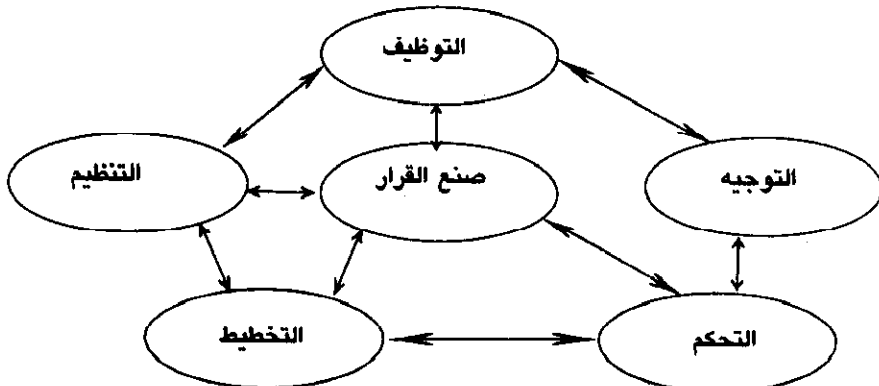 التوظيف
التوجيه
صنع القرار
التنظيم
التحكم
التخطيط